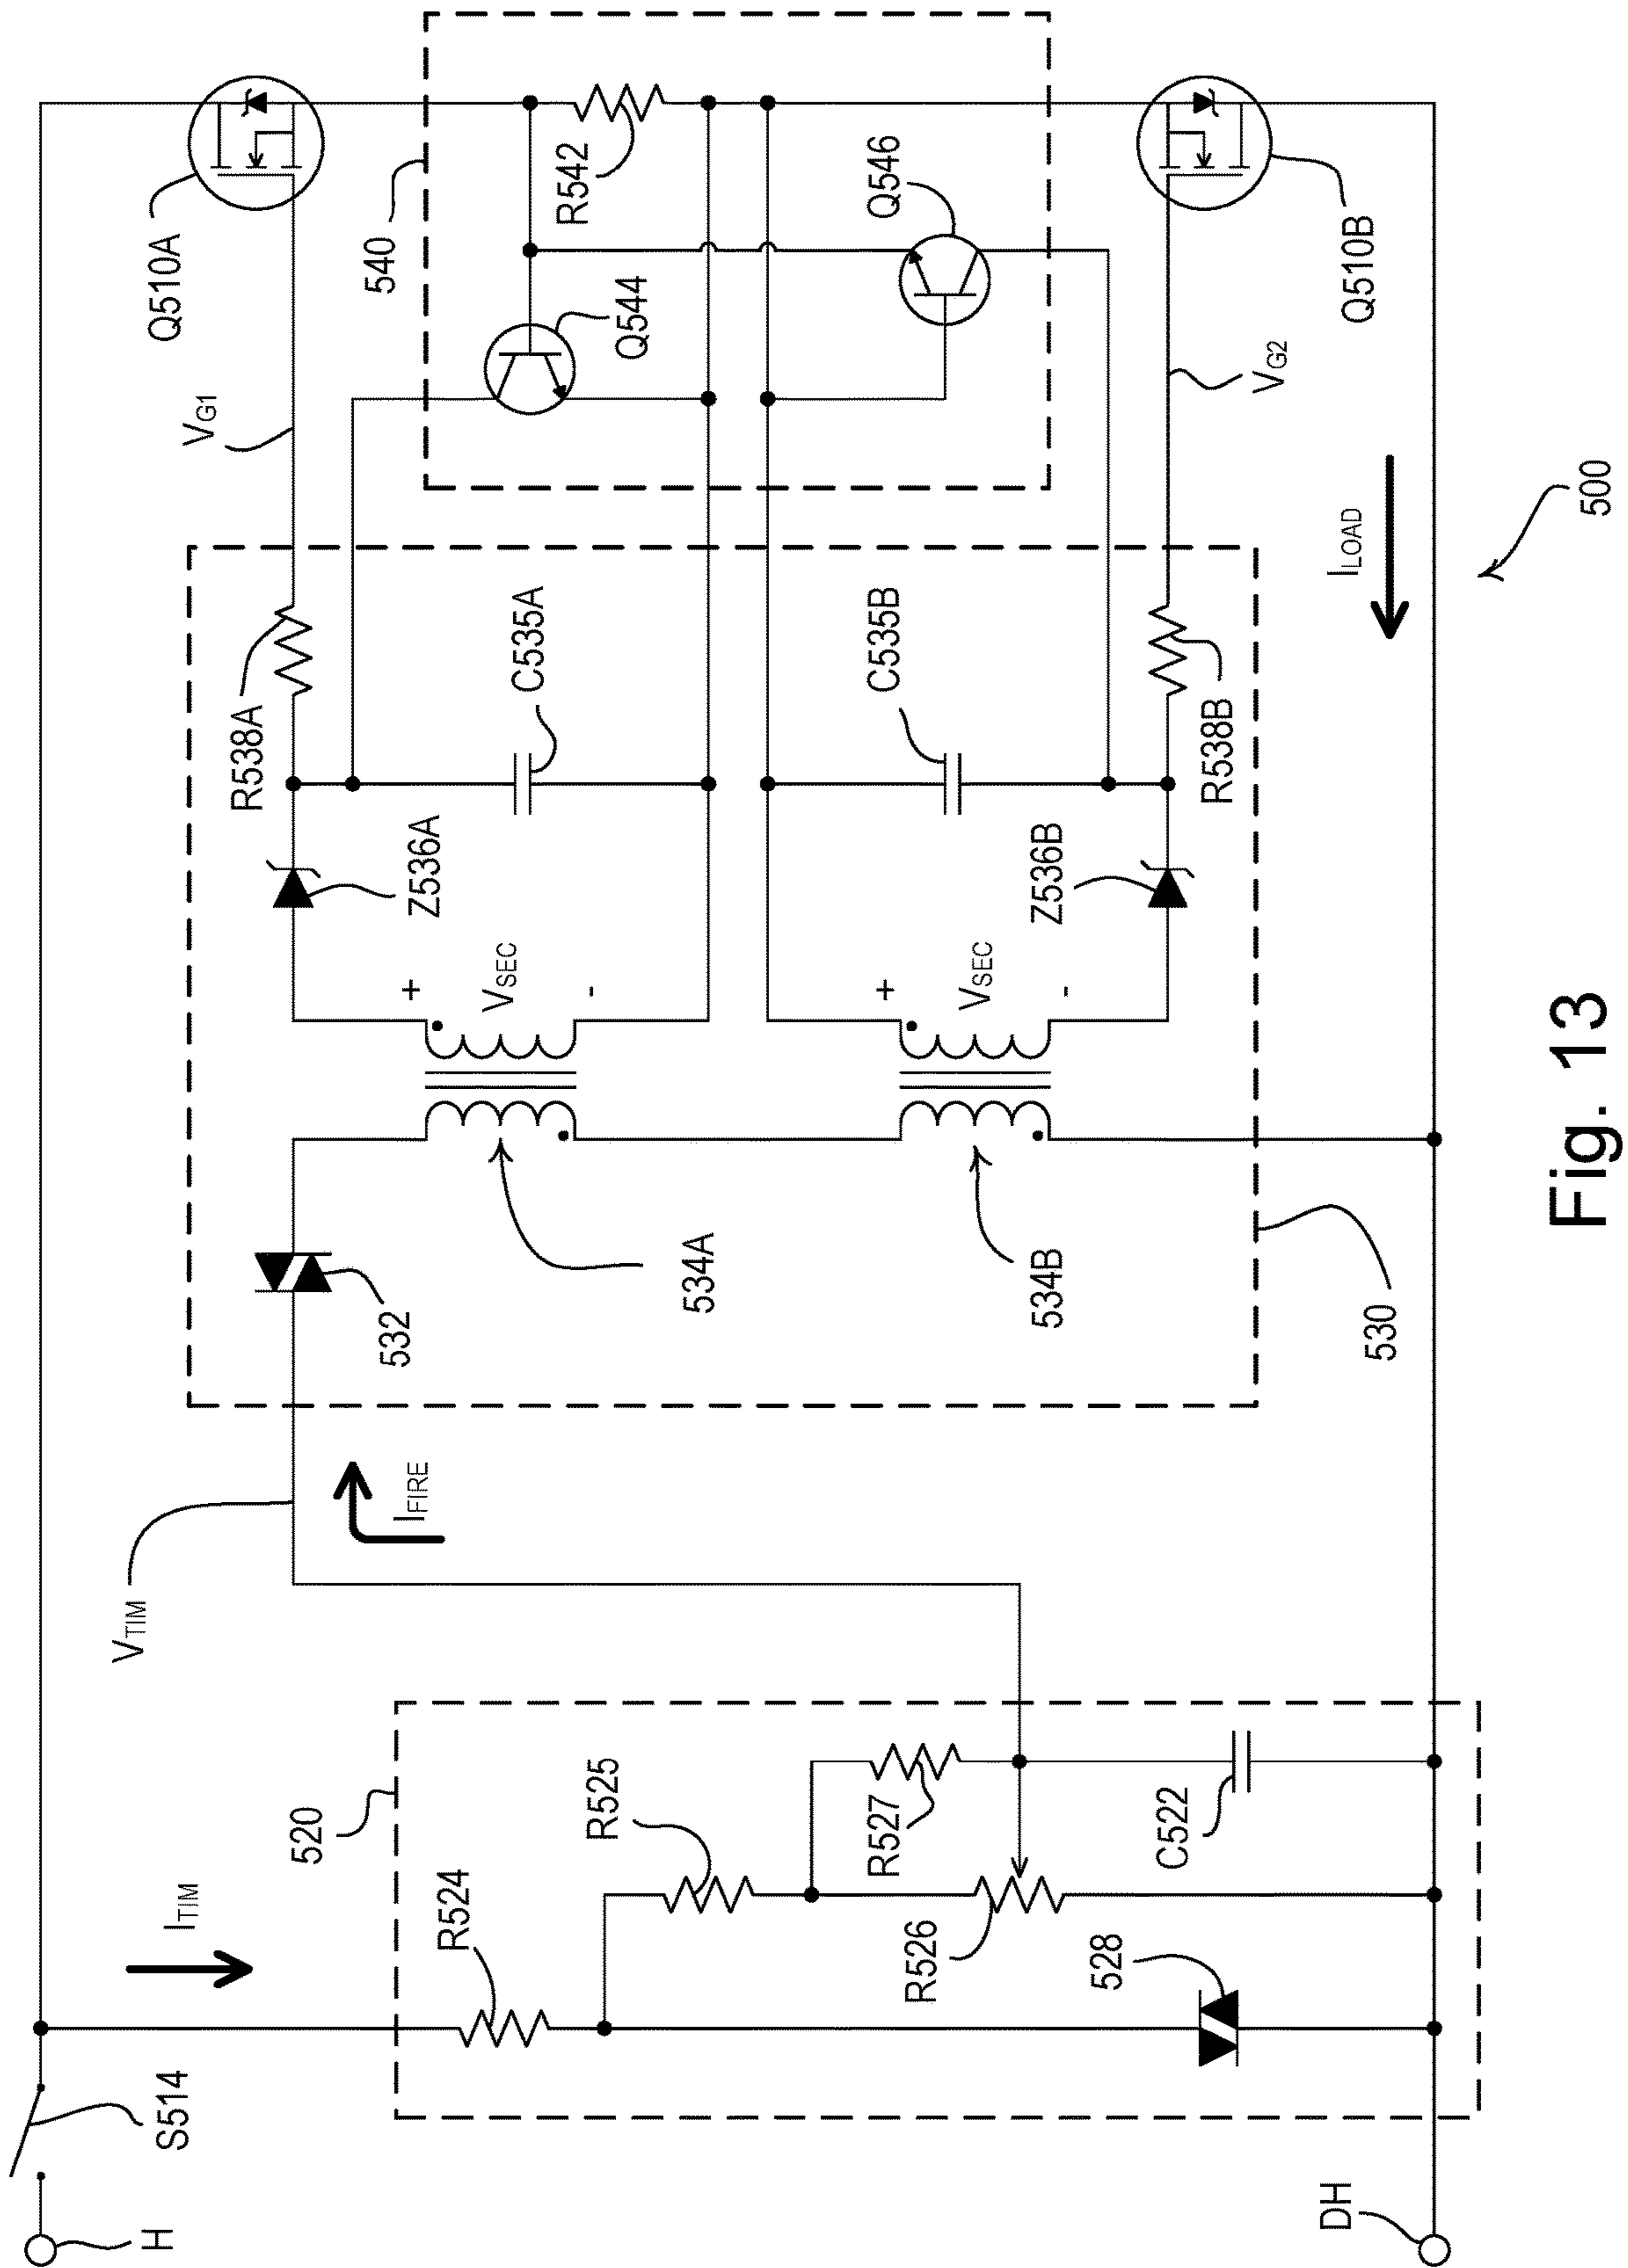 Q510A
540
R542
Q546
Q510B
Q544
VG1
VG2
ILOAD
500
R538A
C535A
C535B
R538B
Z536A
Z536B
+
VSEC
-
+
VSEC
-
534A
534B
532
530
VTIM
IFIRE
520
R525
R527
C522
ITIM
R524
R526
528
S514
H
DH
Fig. 13